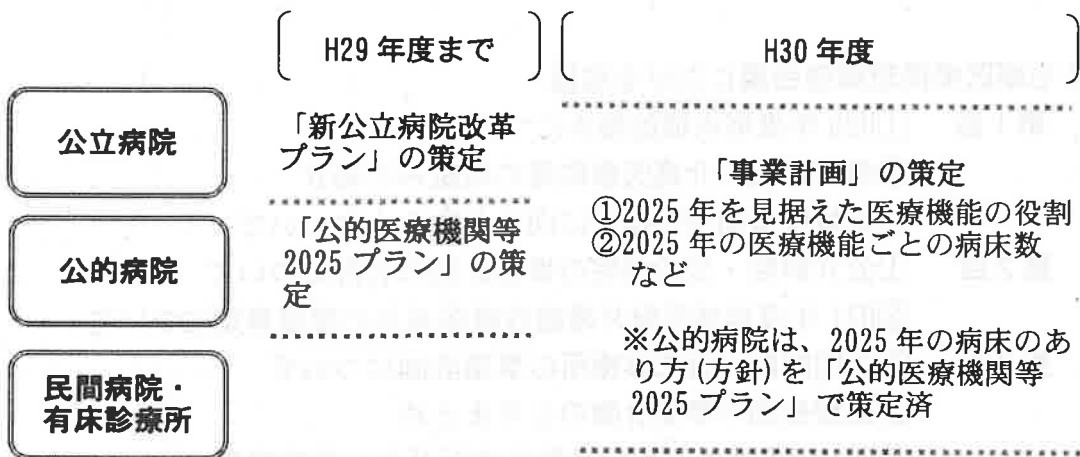 H29 年度まで
H30 年度
公立病院
「新公立病院改革
プラン」の策定
公的病院
「公的医療機関等
2025 プラン」の策
定
民間病院・
有床診療所
「事業計画」の策定
①2025 年を見据えた医療機能の役割
②2025 年の医療機能ごとの病床数
など
※公的病院は、2025 年の病床のあ
り方(方針)を「公的医療機関等
2025 プラン」で策定済